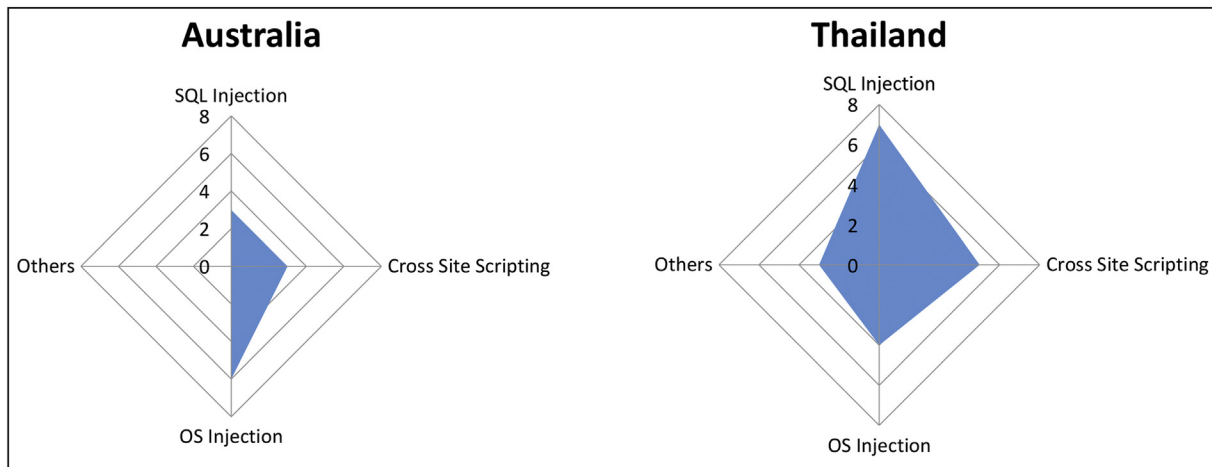 Australia
SQL Injection
8
6
4
2
0
Others
Cross Site Scripting
OS Injection
Thailand
SQL Injection
8
6
4
2
0
Others
Cross Site Scripting
OS Injection